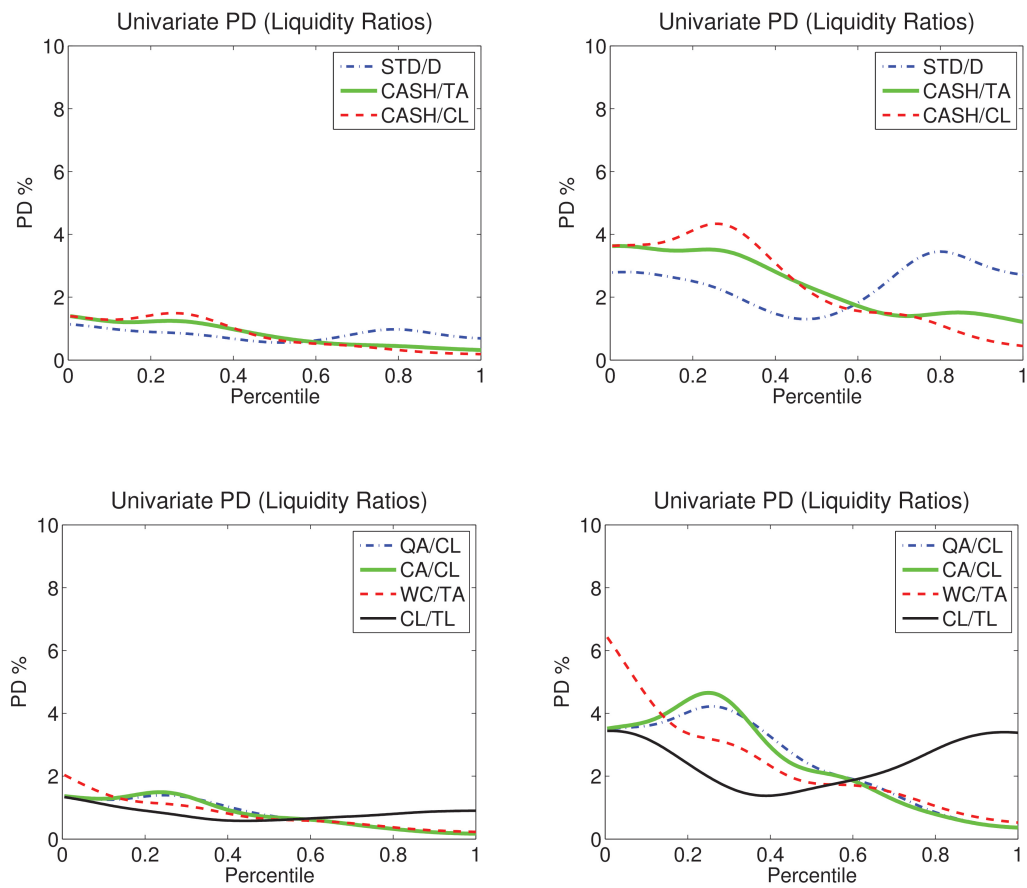 Univariate PD (Liquidity Ratios)
10
8
6
4
2
0
PD %
STD/D
CASH/TA
CASH/CL
0 0.2 0.4 0.6 0.8 1
Percentile
Univariate PD (Liquidity Ratios)
10
8
6
4
2
0
PD %
STD/D
CASH/TA
CASH/CL
0 0.2 0.4 0.6 0.8 1
Percentile
Univariate PD (Liquidity Ratios)
10
8
6
4
2
0
PD %
QA/CL
CA/CL
WC/TA
CL/TL
0 0.2 0.4 0.6 0.8 1
Percentile
Univariate PD (Liquidity Ratios)
10
8
6
4
2
0
PD %
QA/CL
CA/CL
WC/TA
CL/TL
0 0.2 0.4 0.6 0.8 1
Percentile